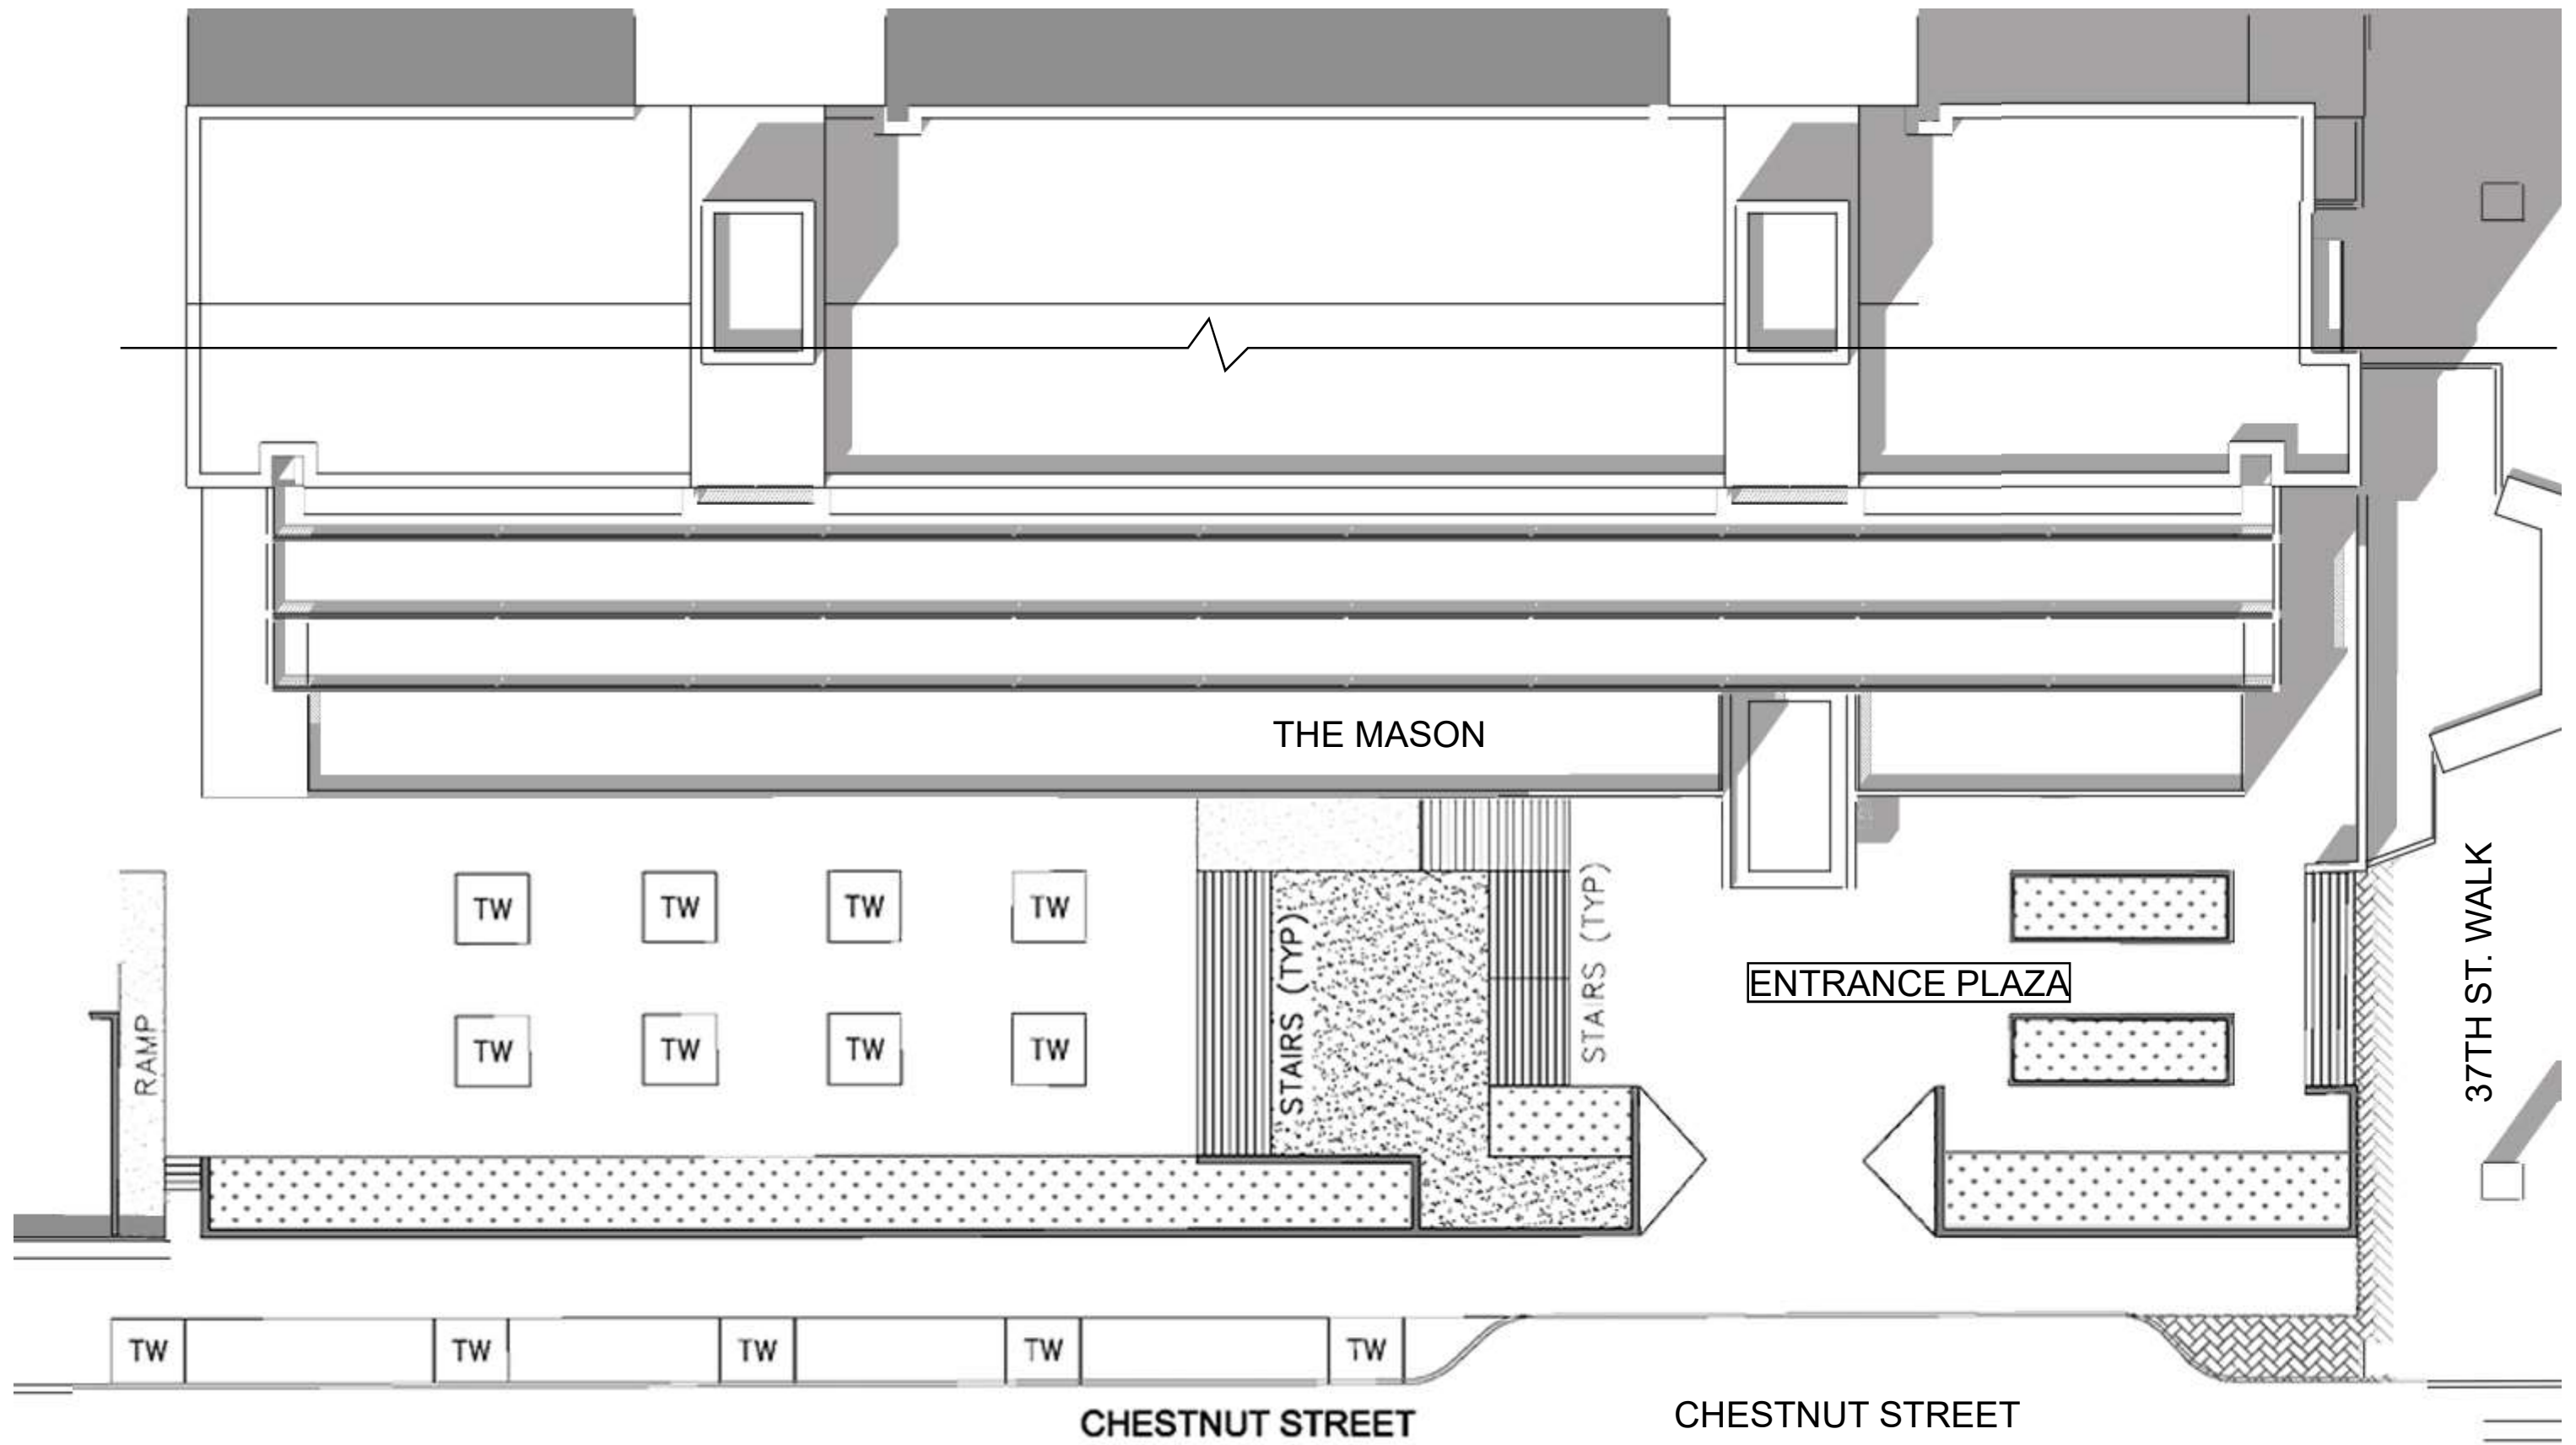 THE MASON
TW
TW
TW
TW
STAIRS (TYP)
STAIRS (TYP)
ENTRANCE PLAZA
37TH ST. WALK
RAMP
TW
TW
TW
TW
TW
TW
TW
TW
TW
CHESTNUT STREET
CHESTNUT STREET